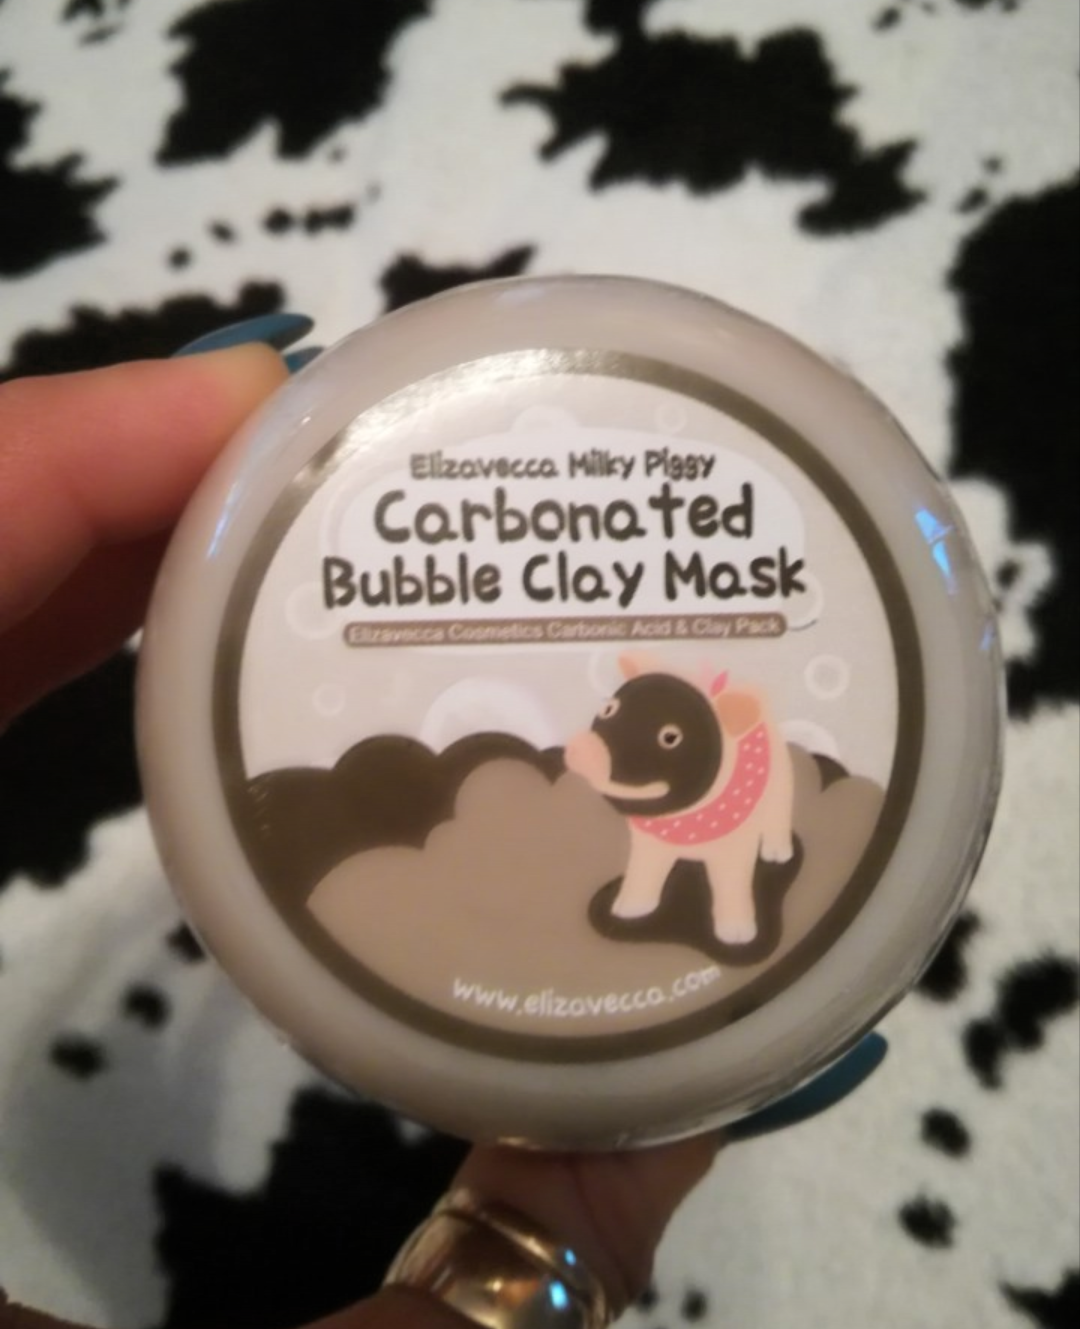 Elizavecca Milky Piggy
Carbonated
Bubble Clay Mask
Elizavecca Cosmetics Carbonic Acid & Clay Pack
www.elizavecca.com